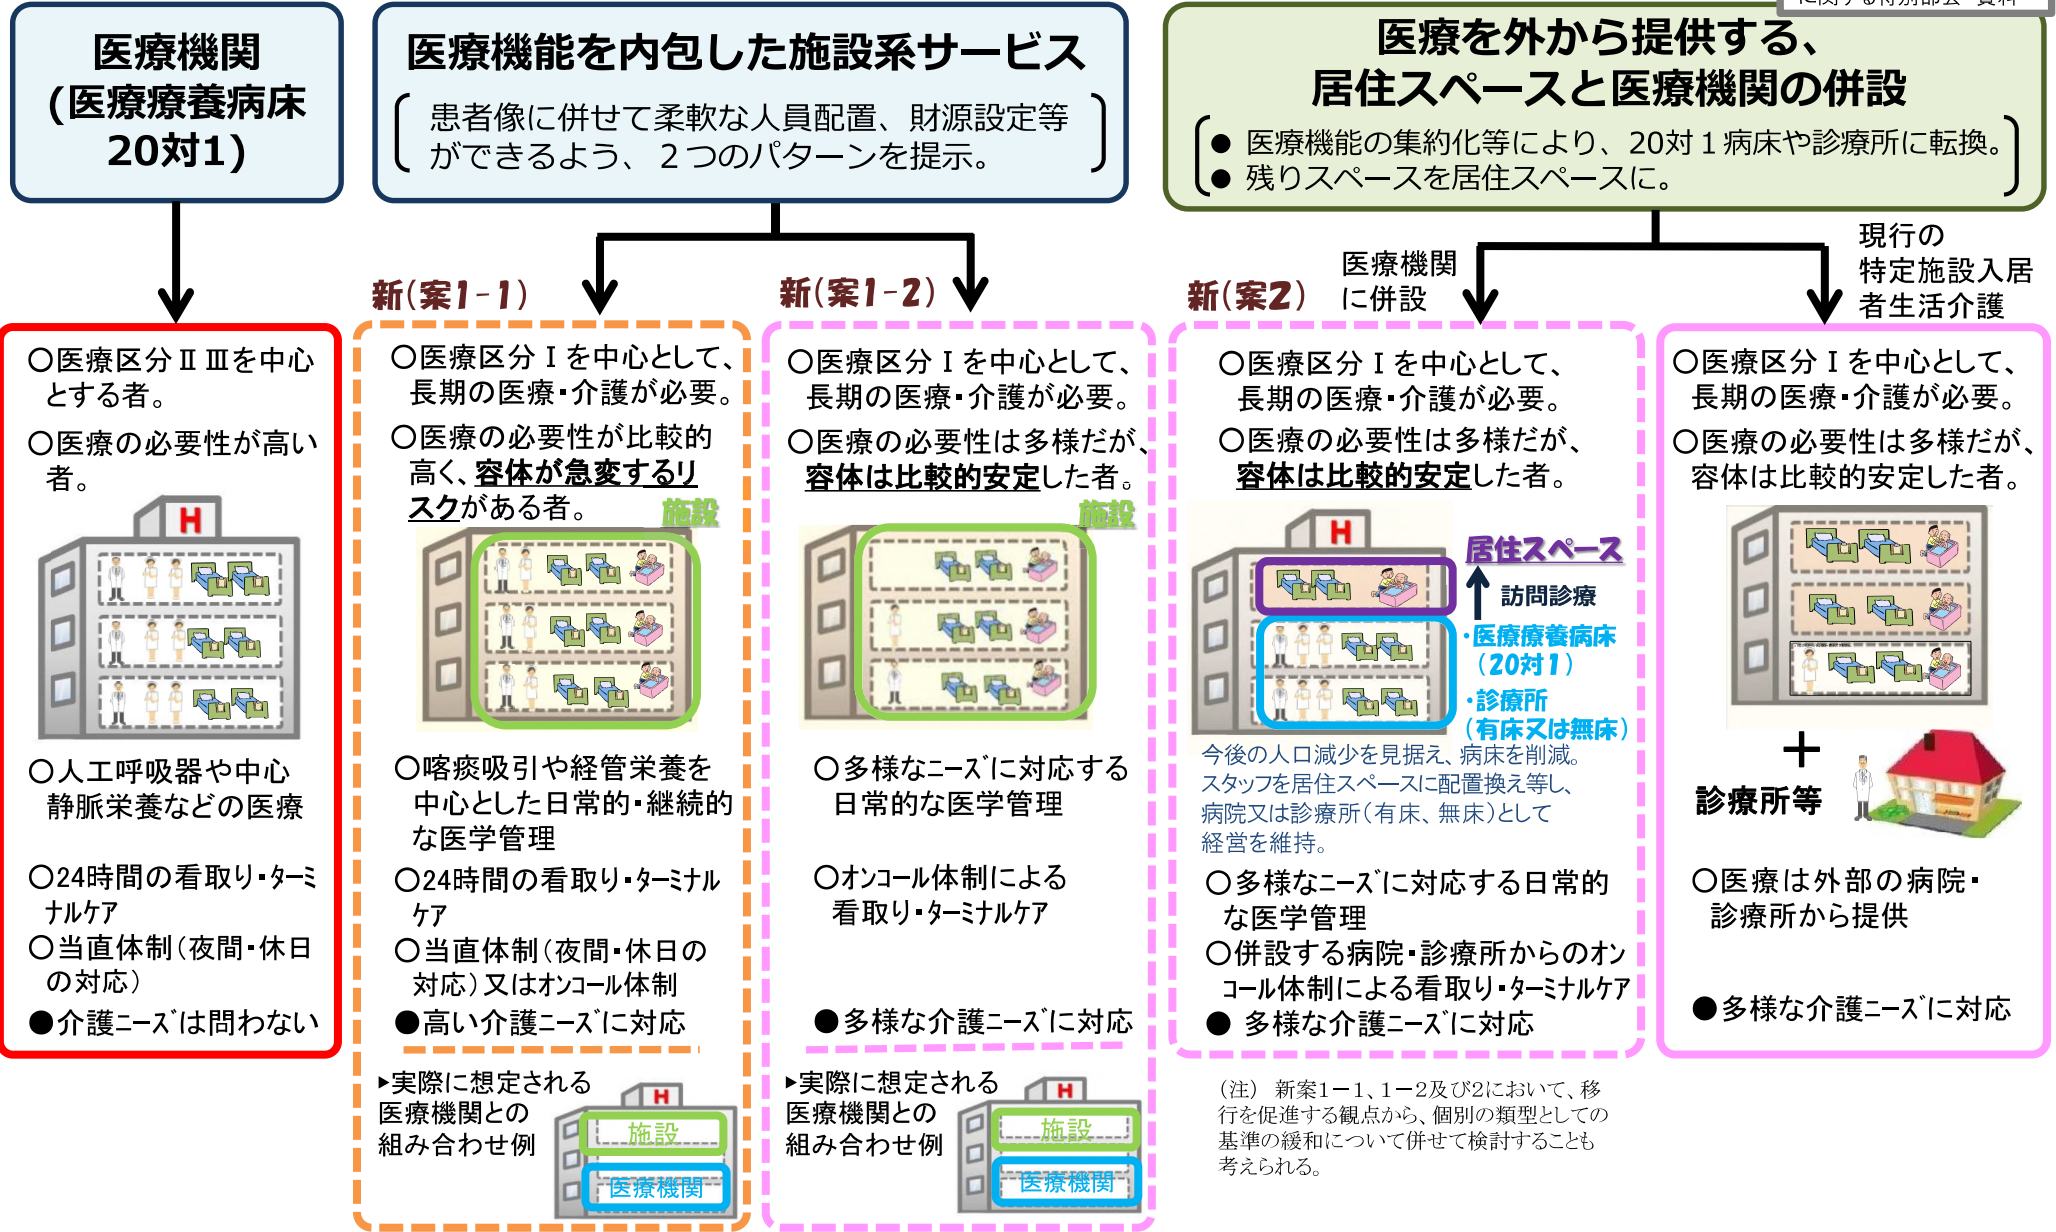 に関する特別部会 資料
医療機関
(医療療養病床
20対1)
医療機能を内包した施設系サービス
患者像に併せて柔軟な人員配置、財源設定等
ができるよう、２つのパターンを提示。
医療を外から提供する、
居住スペースと医療機関の併設
● 医療機能の集約化等により、20対１病床や診療所に転換。
● 残りスペースを居住スペースに。
新(案1-1)
新(案1-2)
新(案2)
医療機関
に併設
現行の
特定施設入居
者生活介護
○医療区分ⅡⅢを中心
とする者。
○医療の必要性が高い
者。
H
○人工呼吸器や中心
静脈栄養などの医療
○24時間の看取り・ターミ
ナルケア
○当直体制(夜間・休日
の対応)
●介護ニーズは問わない
○医療区分Ⅰを中心として、
長期の医療・介護が必要。
○医療の必要性が比較的
高く、容体が急変するリ
スクがある者。
施設
○喀痰吸引や経管栄養を
中心とした日常的・継続的
な医学管理
○24時間の看取り・ターミナル
ケア
○当直体制(夜間・休日の
対応)又はオンコール体制
●高い介護ニーズに対応
▶実際に想定される
医療機関との
組み合わせ例
H
施設
医療機関
○医療区分Ⅰを中心として、
長期の医療・介護が必要。
○医療の必要性は多様だが、
容体は比較的安定した者。
施設
○多様なニーズに対応する
日常的な医学管理
○オンコール体制による
看取り・ターミナルケア
●多様な介護ニーズに対応
▶実際に想定される
医療機関との
組み合わせ例
H
施設
医療機関
○医療区分Ⅰを中心として、
長期の医療・介護が必要。
○医療の必要性は多様だが、
容体は比較的安定した者。
H
居住スペース
訪問診療
・医療療養病床
(20対1)
・診療所
(有床又は無床)
今後の人口減少を見据え、病床を削減。
スタッフを居住スペースに配置換え等し、
病院又は診療所(有床、無床)として
経営を維持。
○多様なニーズに対応する日常的
な医学管理
○併設する病院・診療所からのオン
コール体制による看取り・ターミナルケア
● 多様な介護ニーズに対応
(注) 新案1－1、1－2及び2において、移
行を促進する観点から、個別の類型としての
基準の緩和について併せて検討することも
考えられる。
○医療区分Ⅰを中心として、
長期の医療・介護が必要。
○医療の必要性は多様だが、
容体は比較的安定した者。
＋
診療所等
○医療は外部の病院・
診療所から提供
●多様な介護ニーズに対応